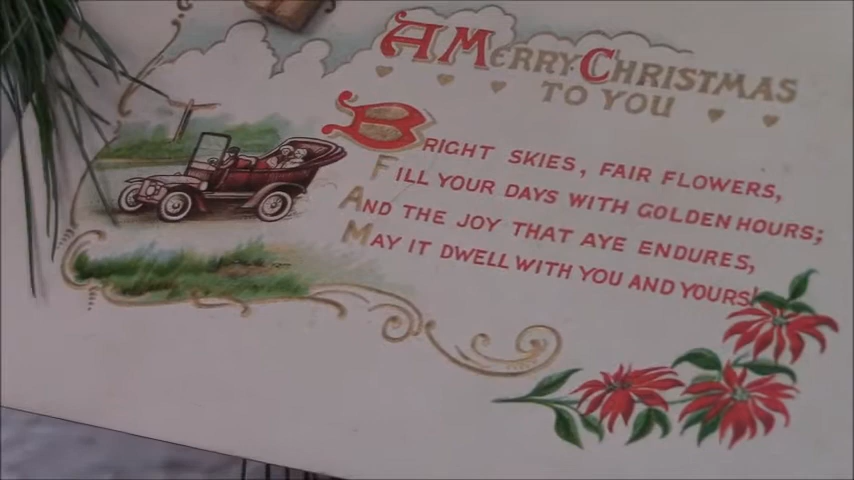 A MERRY CHRISTMAS
TO YOU
BRIGHT SKIES, FAIR FLOWERS,
FILL YOUR DAYS WITH GOLDEN HOURS;
AND THE JOY THAT AYE ENDURES,
MAY IT DWELL WITH YOU AND YOURS!